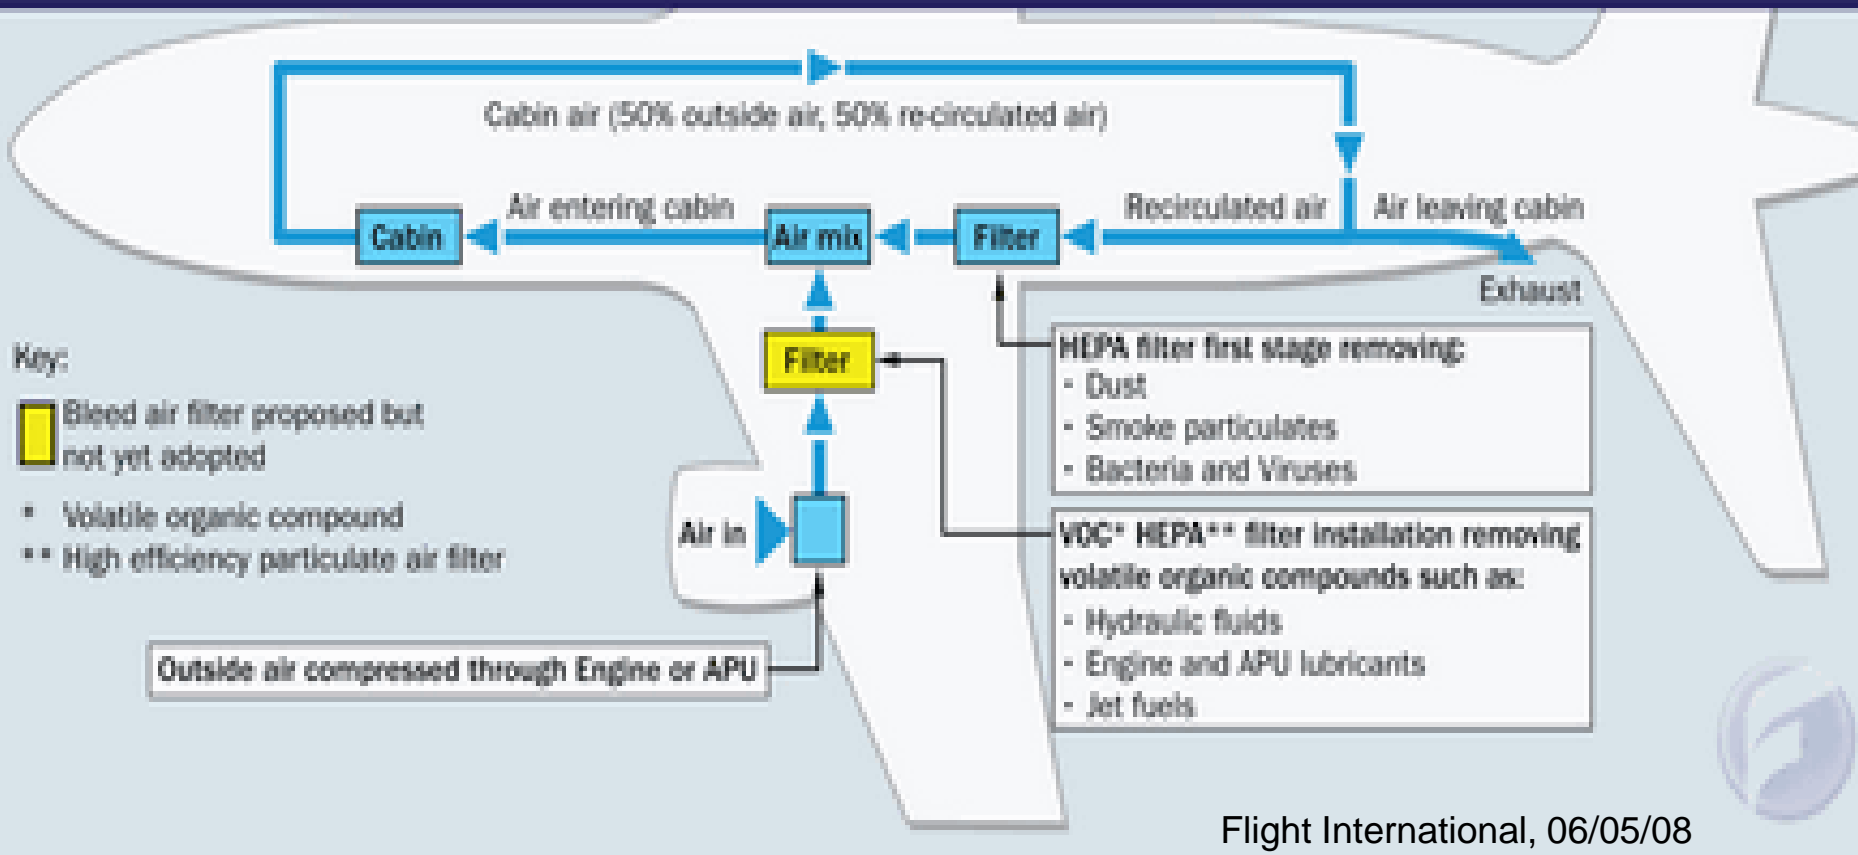 Cabin air (50% outside air, 50% re-circulated air)
Air entering cabin
Recirculated air
Air leaving cabin
Cabin
Air mix
Filter
Exhaust
Filter
HEPA filter first stage removing:
- Dust
- Smoke particulates
- Bacteria and Viruses
Key:
Bleed air filter proposed but
not yet adopted
* Volatile organic compound
** High efficiency particulate air filter
Air in
VOC* HEPA** filter installation removing
volatile organic compounds such as:
- Hydraulic fluids
- Engine and APU lubricants
- Jet fuels
Outside air compressed through Engine or APU
Flight International, 06/05/08